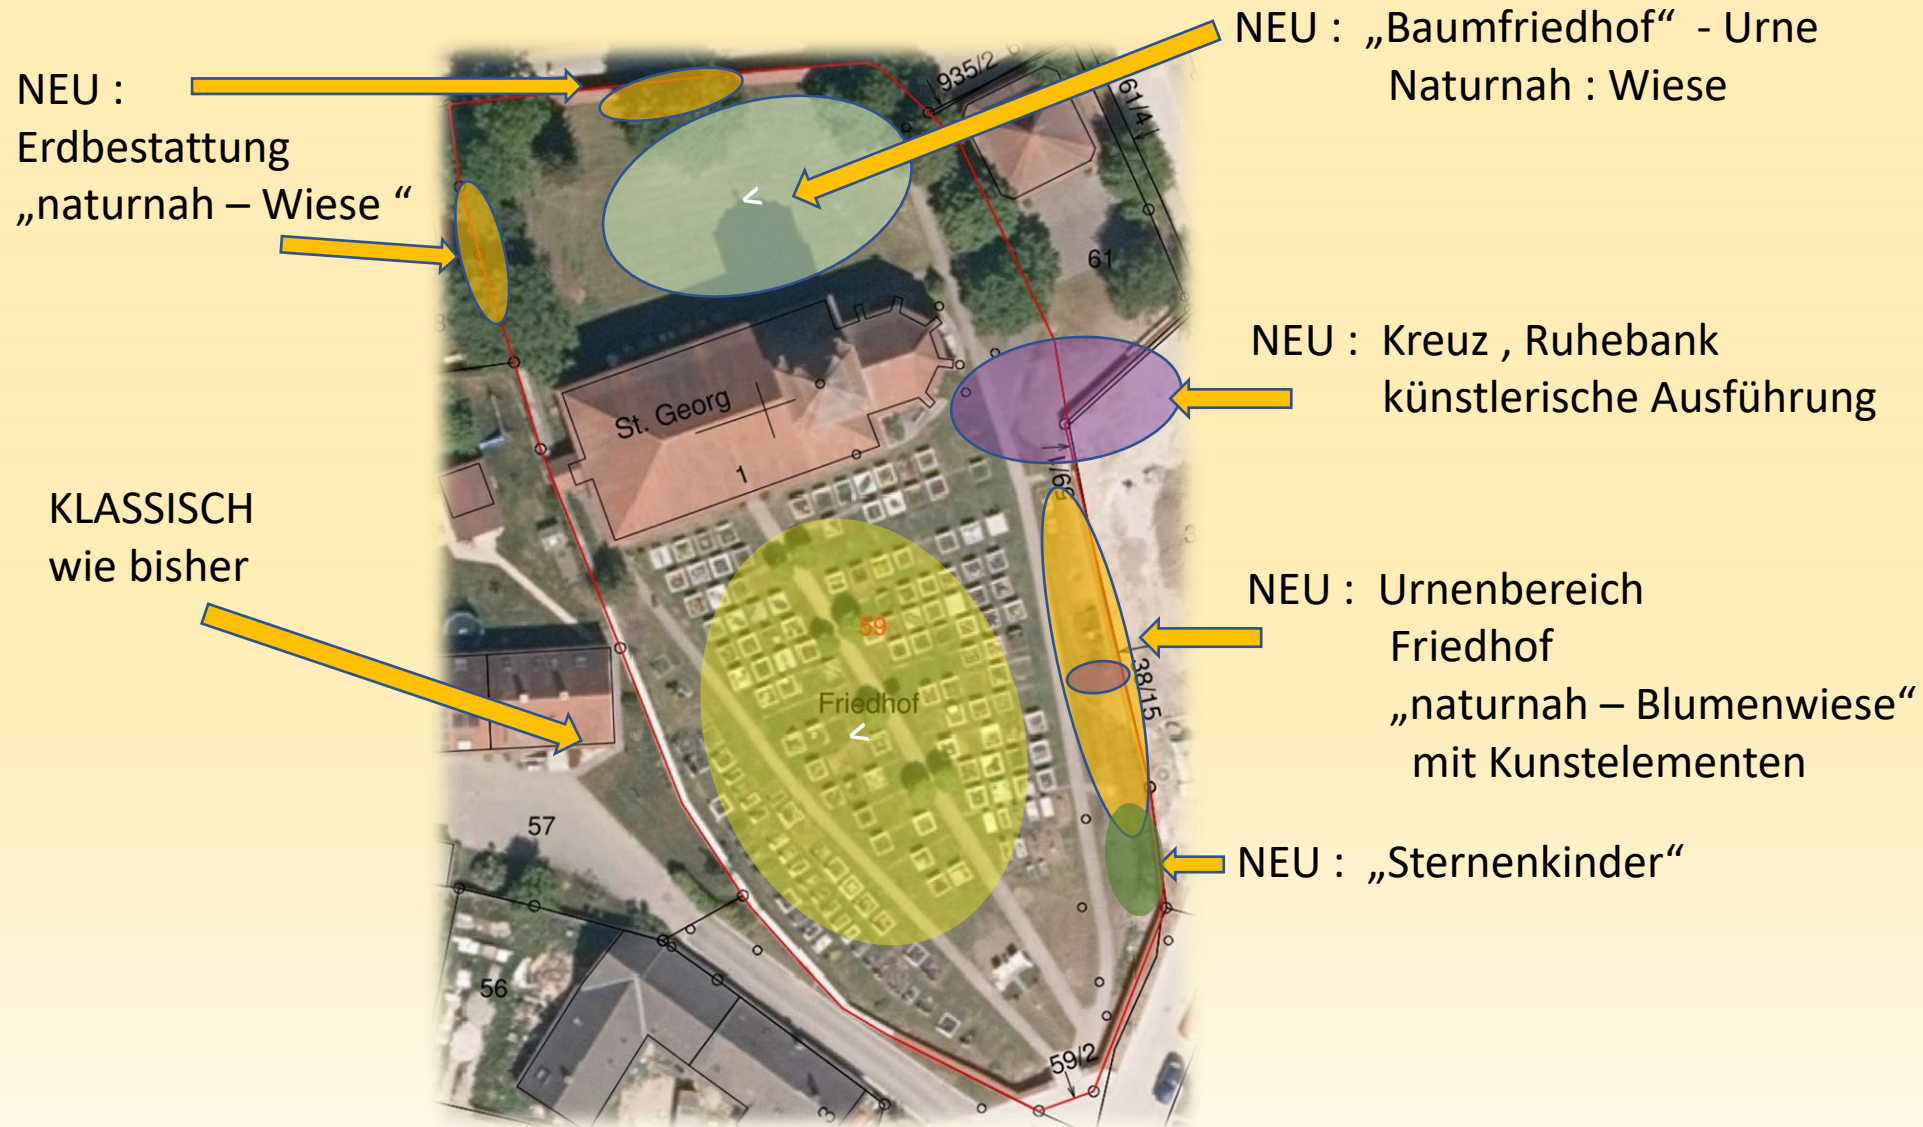 NEU :
Erdbestattung
„naturnah – Wiese “
KLASSISCH
wie bisher
NEU : „Baumfriedhof“ - Urne
Naturnah : Wiese
NEU : Kreuz , Ruhebank
künstlerische Ausführung
NEU : Urnenbereich
Friedhof
„naturnah – Blumenwiese“
mit Kunstelementen
NEU : „Sternenkinder“
935/2
61/4
61
St. Georg
1
59
Friedhof
38/15
57
56
59/2
3